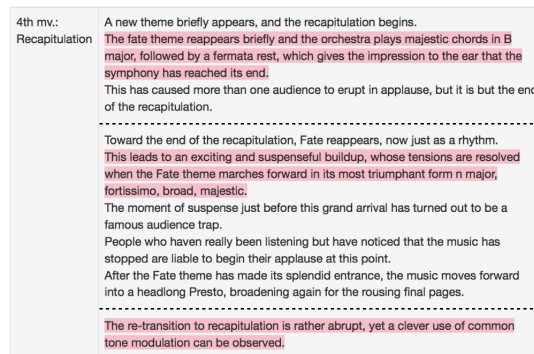 4th mv.:
Recapitulation
A new theme briefly appears, and the recapitulation begins.
The fate theme reappears briefly and the orchestra plays majestic chords in B
major, followed by a fermata rest, which gives the impression to the ear that the
symphony has reached its end.
This has caused more than one audience to erupt in applause, but it is but the end
of the recapitulation.
Toward the end of the recapitulation, Fate reappears, now just as a rhythm.
This leads to an exciting and suspenseful buildup, whose tensions are resolved
when the Fate theme marches forward in its most triumphant form n major,
fortissimo, broad, majestic.
The moment of suspense just before this grand arrival has turned out to be a
famous audience trap.
People who haven really been listening but have noticed that the music has
stopped are liable to begin their applause at this point.
After the Fate theme has made its splendid entrance, the music moves forward
into a headlong Presto, broadening again for the rousing final pages.
The re-transition to recapitulation is rather abrupt, yet a clever use of common
tone modulation can be observed.